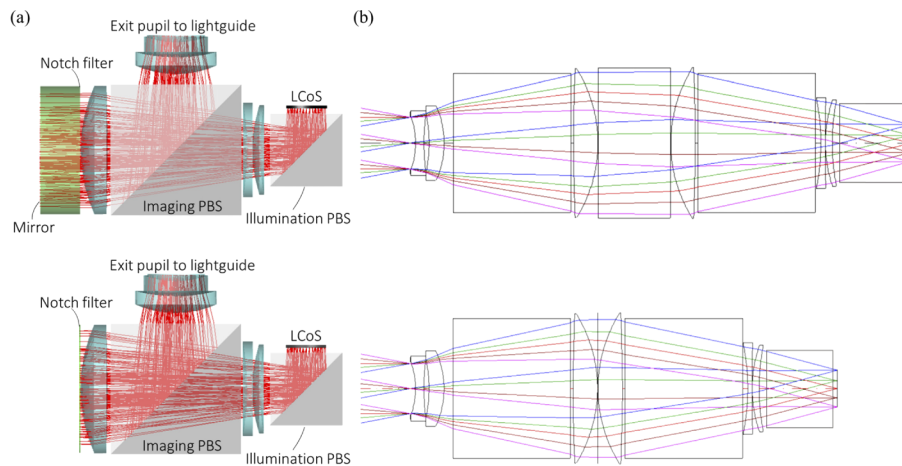 (a)
(b)
Exit pupil to lightguide
Notch filter
LCoS
Imaging PBS
Illumination PBS
Mirror
Exit pupil to lightguide
Notch filter
LCoS
Imaging PBS
Illumination PBS